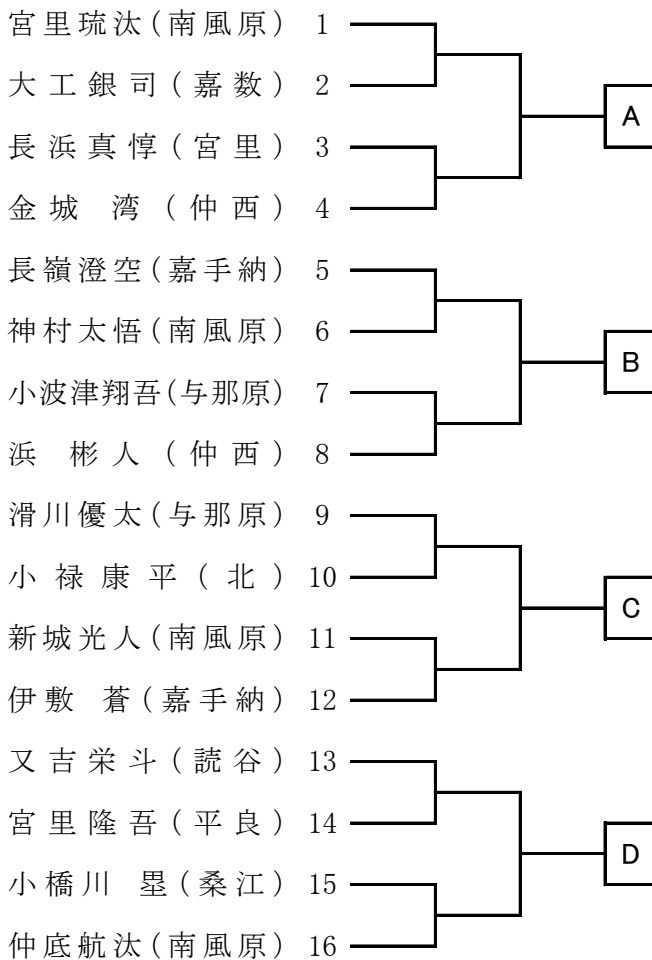 宮里琉汰(南風原) 1
大工銀司(嘉数) 2
A
長浜真惇(宮里) 3
金城 湾(仲西) 4
長嶺澄空(嘉手納) 5
神村太悟(南風原) 6
B
小波津翔吾(与那原) 7
浜 彬人(仲西) 8
滑川優太(与那原) 9
小禄康平(北) 10
C
新城光人(南風原) 11
伊敷 蒼(嘉手納) 12
又吉栄斗(読谷) 13
宮里隆吾(平良) 14
D
小橋川 塁(桑江) 15
仲底航汰(南風原) 16